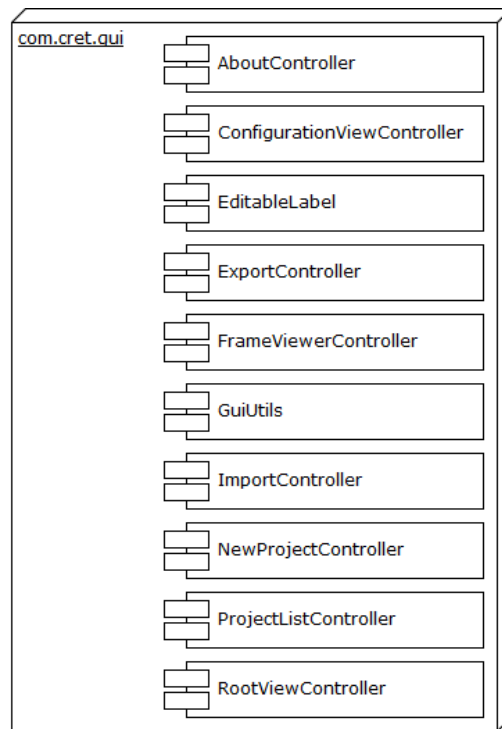 com.cret.gui
AboutController
ConfigurationViewController
EditableLabel
ExportController
FrameViewerController
GuiUtils
ImportController
NewProjectController
ProjectListController
RootViewController